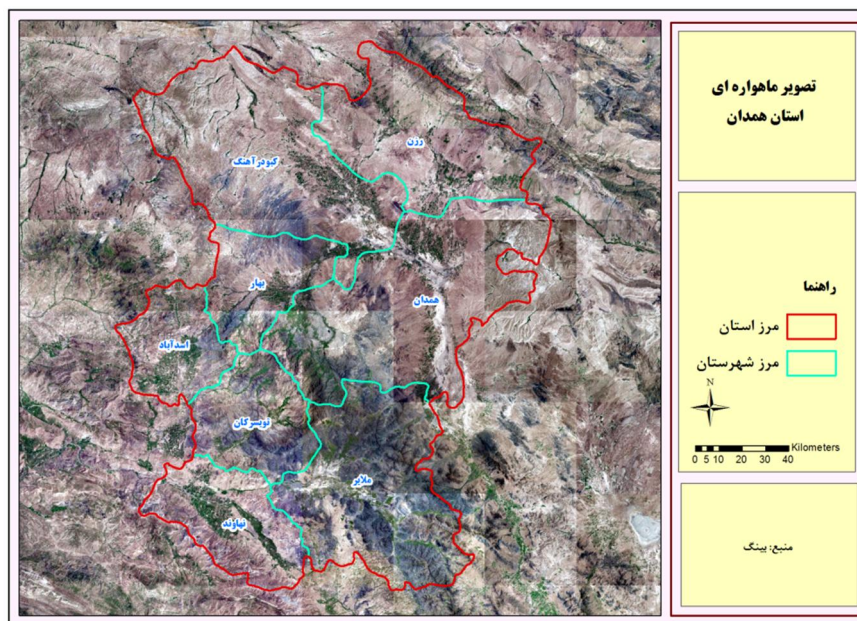 تصویر ماهواره ای
استان همدان
رزن
کبودرآهنگ
بهار
همدان
اسدآباد
تویسرکان
ملایر
نهاوند
راهنما
مرز استان
مرز شهرستان
N
Kilometers
0 5 10 20 30 40
منبع: بینگ